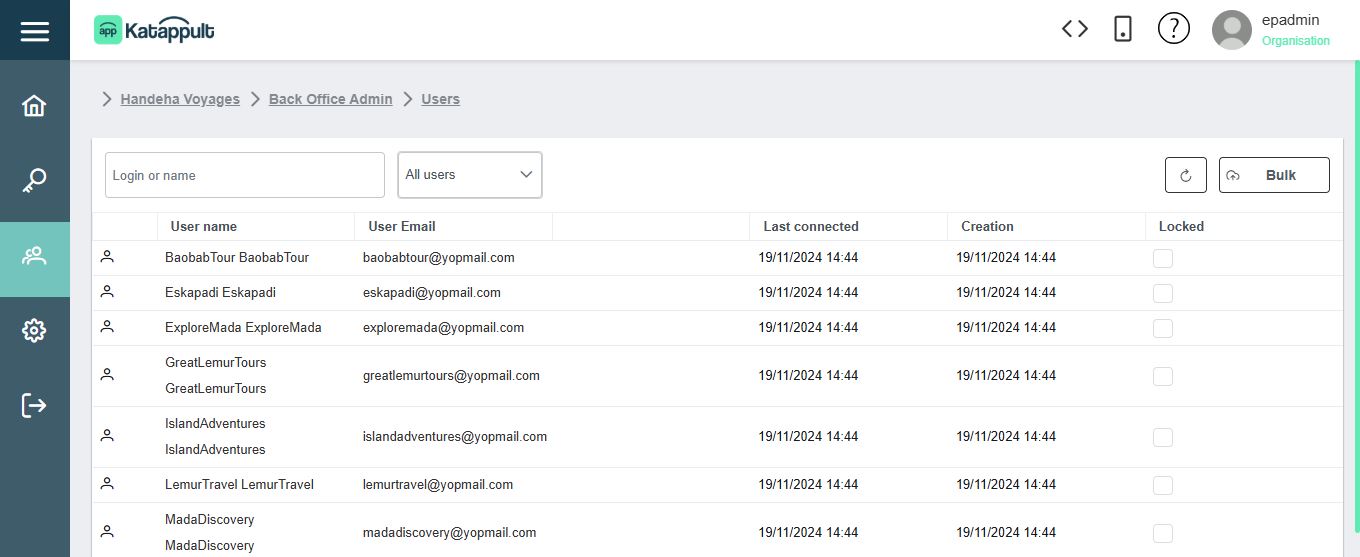 app Katappult
?
epadmin
Organisation
Handeha Voyages Back Office Admin Users
Login or name All users Bulk
User name User Email Last connected Creation Locked
BaobabTour BaobabTour baobabtour@yopmail.com 19/11/2024 14:44 19/11/2024 14:44
Eskapadi Eskapadi eskapadi@yopmail.com 19/11/2024 14:44 19/11/2024 14:44
ExploreMada ExploreMada exploremada@yopmail.com 19/11/2024 14:44 19/11/2024 14:44
GreatLemurTours
GreatLemurTours greatlemurtours@yopmail.com 19/11/2024 14:44 19/11/2024 14:44
IslandAdventures
IslandAdventures islandadventures@yopmail.com 19/11/2024 14:44 19/11/2024 14:44
LemurTravel LemurTravel lemurtravel@yopmail.com 19/11/2024 14:44 19/11/2024 14:44
MadaDiscovery
MadaDiscovery madadiscovery@yopmail.com 19/11/2024 14:44 19/11/2024 14:44